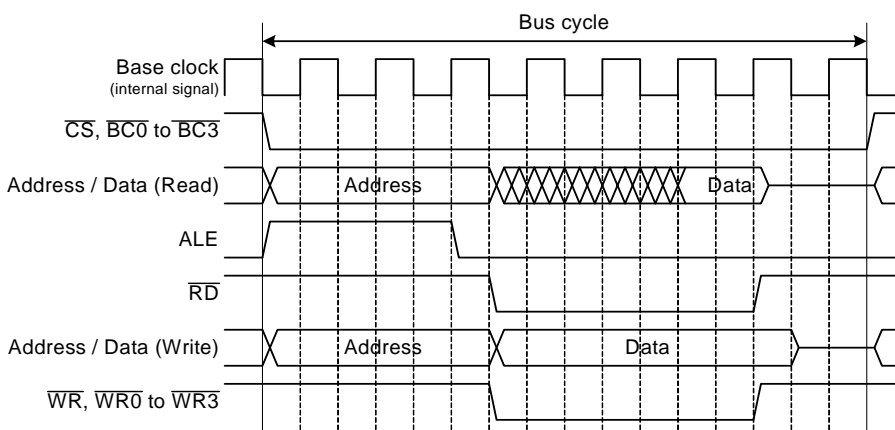 Bus cycle
Base clock
(internal signal)
CS, BC0 to BC3
Address / Data (Read)
Address
Data
ALE
RD
Address / Data (Write)
Address
Data
WR, WR0 to WR3